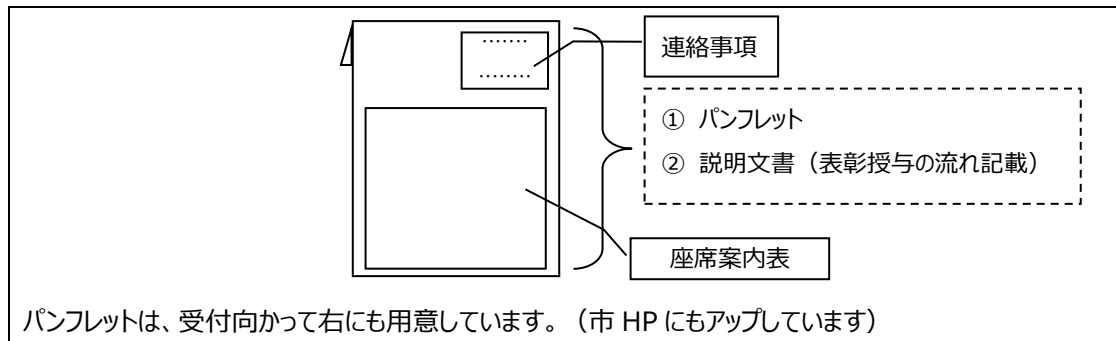 連絡事項
① パンフレット
② 説明文書（表彰授与の流れ記載）
座席案内表
パンフレットは、受付向かって右にも用意しています。（市 HP にもアップしています）